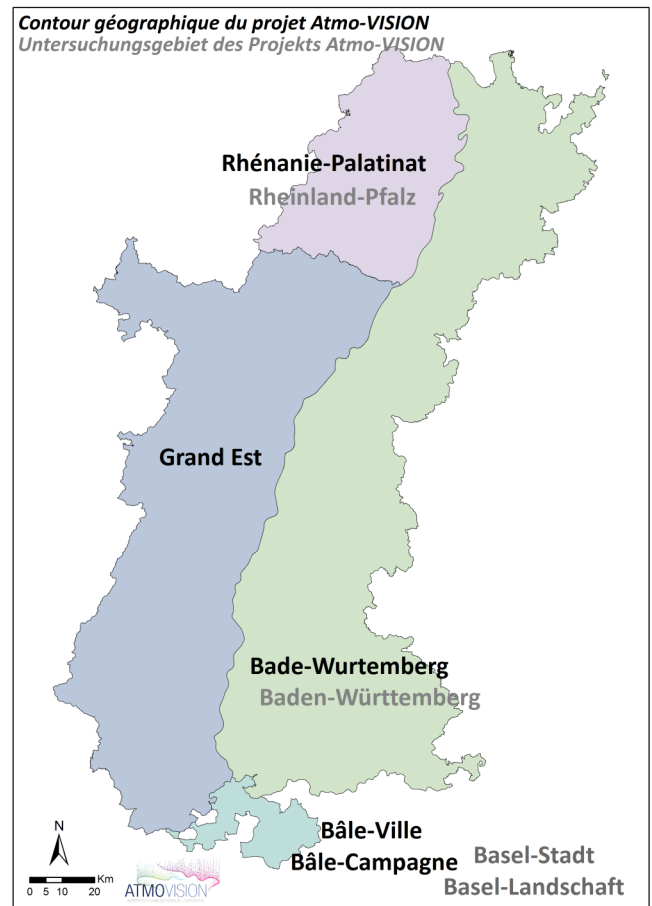 Contour géographique du projet Atmo-VISION
Untersuchungsgebiet des Projekts Atmo-VISION
Rhénanie-Palatinat
Rheinland-Pfalz
Grand Est
Bade-Wurtemberg
Baden-Württemberg
Bâle-Ville
Bâle-Campagne
Basel-Stadt
Basel-Landschaft
N
Km
0 5 10 20
ATMOVISION